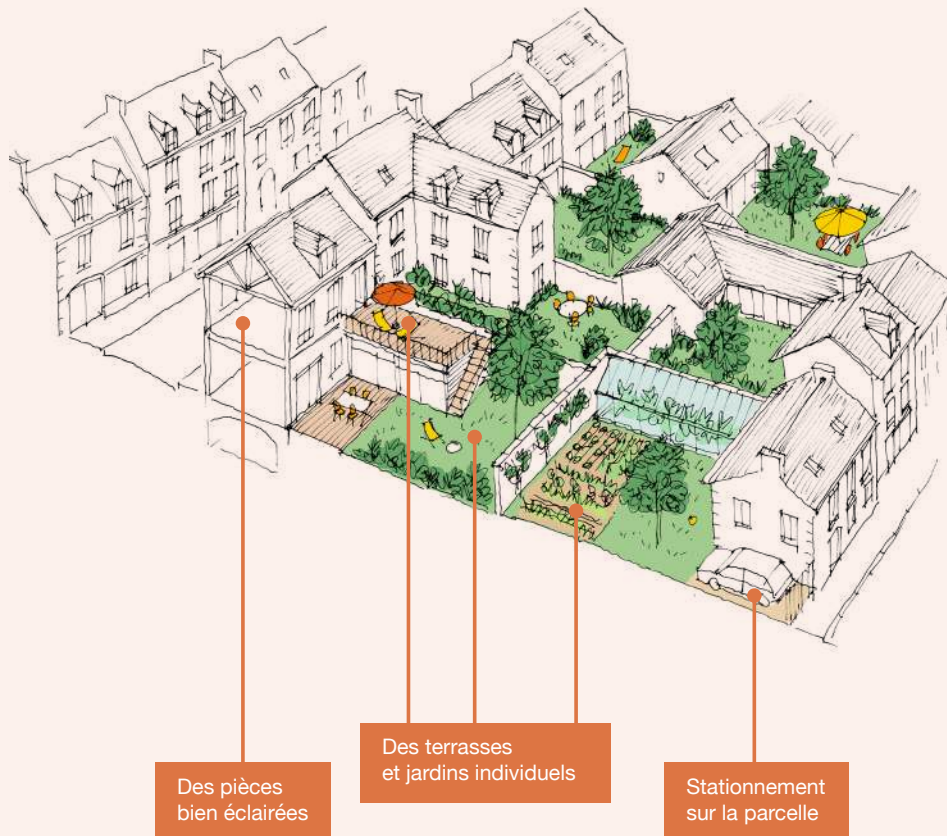 Des pièces
bien éclairées
Des terrasses
et jardins individuels
Stationnement
sur la parcelle